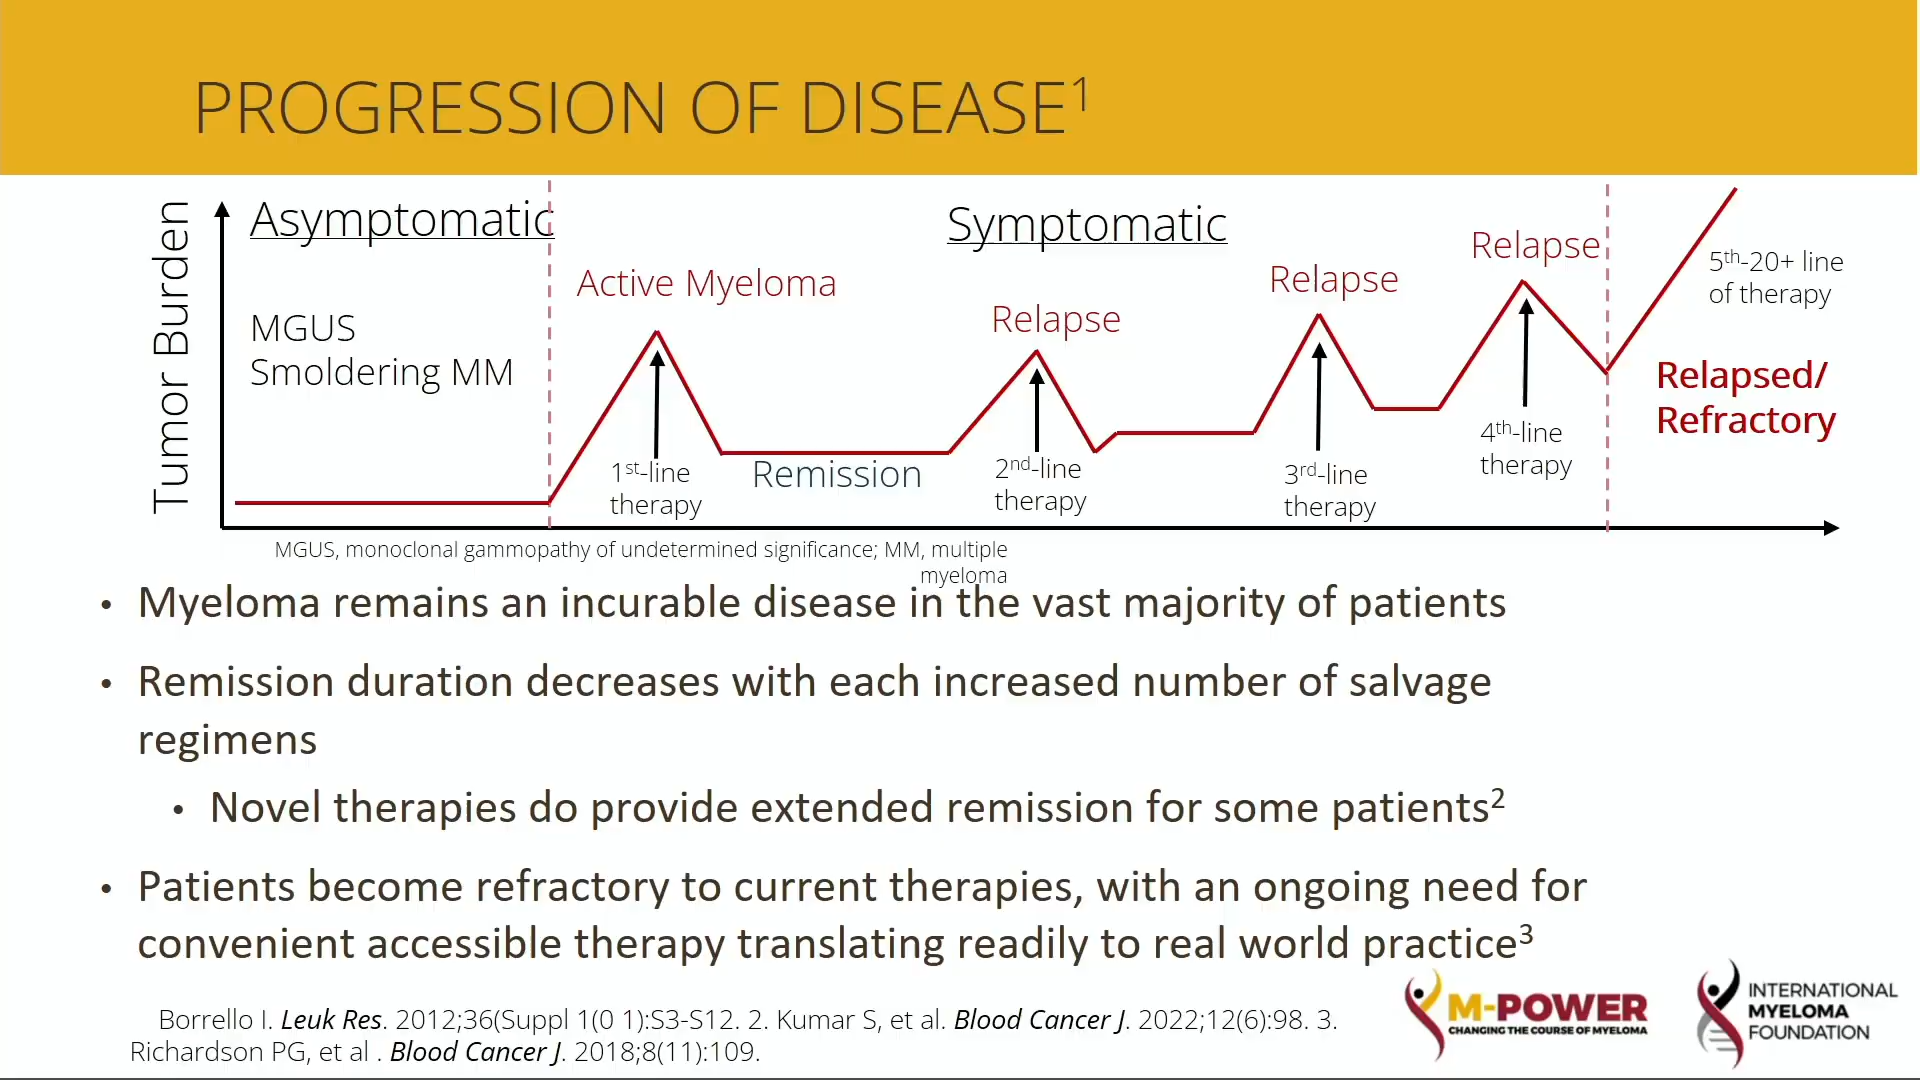 PROGRESSION OF DISEASE1
Tumor Burden
Asymptomatic
Symptomatic
MGUS
Smoldering MM
Active Myeloma
Relapse
Relapse
Relapse
5th-20+ line
of therapy
Relapsed/
Refractory
1st-line
therapy
Remission
2nd-line
therapy
3rd-line
therapy
4th-line
therapy
MGUS, monoclonal gammopathy of undetermined significance; MM, multiple
myeloma
• Myeloma remains an incurable disease in the vast majority of patients
• Remission duration decreases with each increased number of salvage
regimens
• Novel therapies do provide extended remission for some patients2
• Patients become refractory to current therapies, with an ongoing need for
convenient accessible therapy translating readily to real world practice3
Borrello I. Leuk Res. 2012;36(Suppl 1(0 1):S3-S12. 2. Kumar S, et al. Blood Cancer J. 2022;12(6):98. 3.
Richardson PG, et al . Blood Cancer J. 2018;8(11):109.
M-POWER
CHANGING THE COURSE OF MYELOMA
INTERNATIONAL
MYELOMA
FOUNDATION